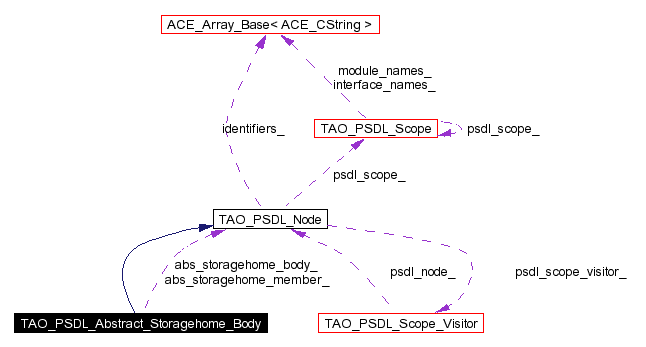 ACE_Array_Base< ACE_CString >
module_names_
interface_names_
identifiers_
TAO_PSDL_Scope
psdl_scope_
psdl_scope_
TAO_PSDL_Node
abs_storagehome_body_
abs_storagehome_member_
psdl_node_
psdl_scope_visitor_
TAO_PSDL_Abstract_Storagehome_Body
TAO_PSDL_Scope_Visitor